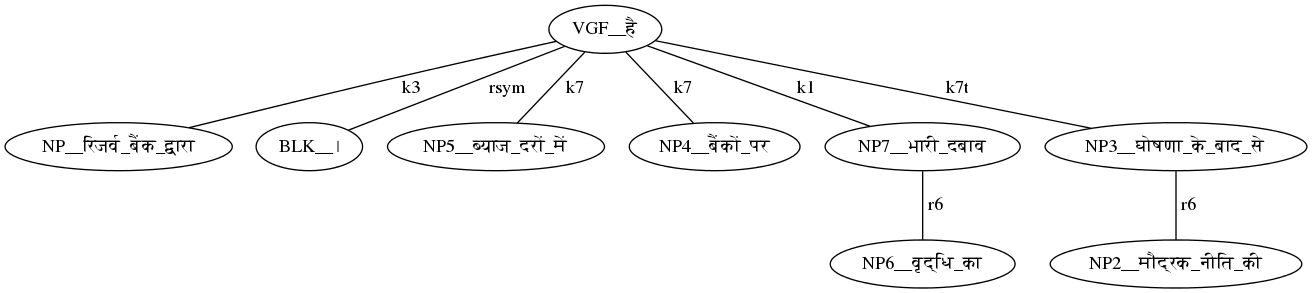 VGF__है
k3 rsym k7 k7 k1 k7t
NP__रिजर्व_बैंक_द्वारा BLK__। NP5__ब्याज_दरों_में NP4__बैंकों_पर NP7__भारी_दबाव NP3__घोषणा_के_बाद_से
r6 r6
NP6__वृद्धि_का NP2__मौद्रक_नीति_की